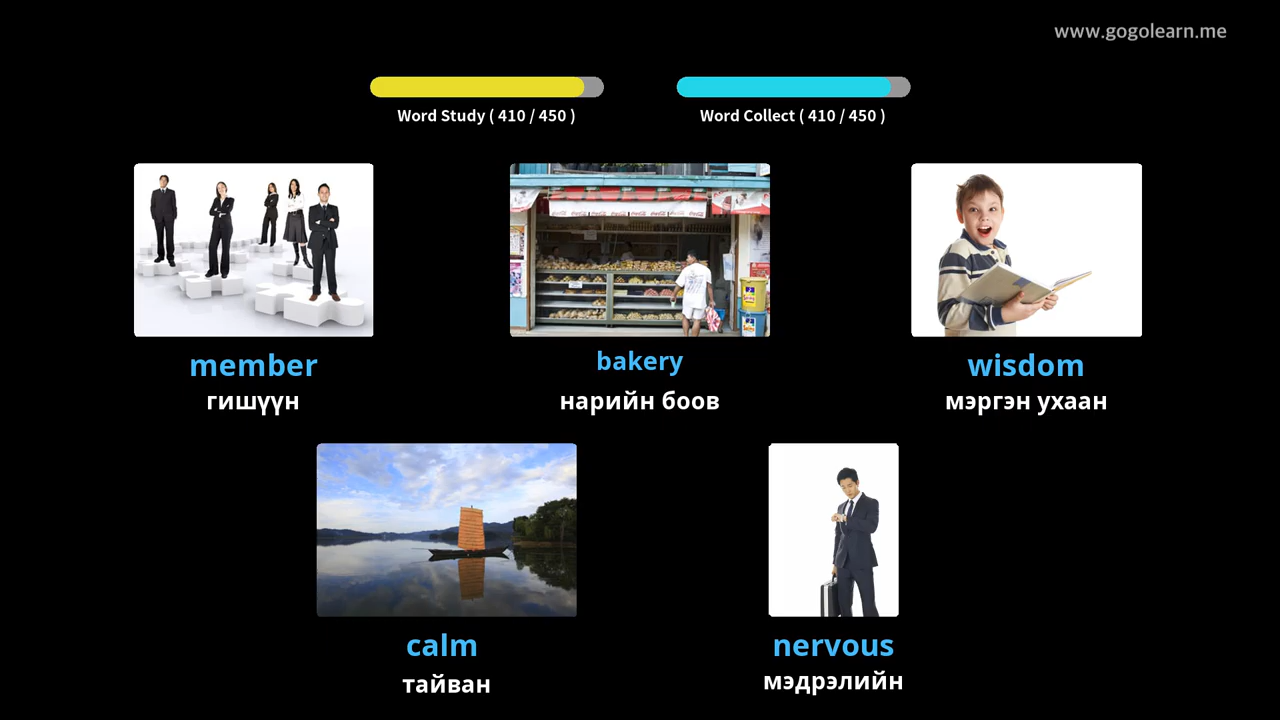 www.gogolearn.me
Word Study ( 410 / 450 )
Word Collect ( 410 / 450 )
member
гишүүн
bakery
нарийн боов
wisdom
мэргэн ухаан
calm
тайван
nervous
мэдрэлийн